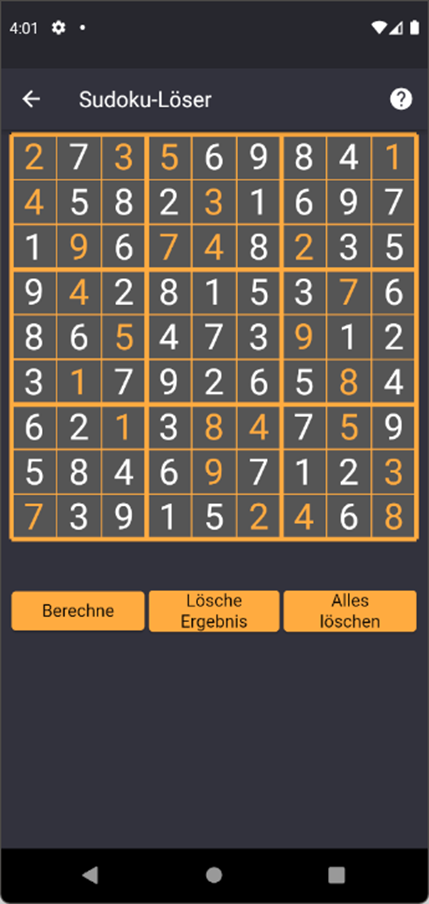 4:01
Sudoku-Löser
2 7 3 5 6 9 8 4 1
4 5 8 2 3 1 6 9 7
1 9 6 7 4 8 2 3 5
9 4 2 8 1 5 3 7 6
8 6 5 4 7 3 9 1 2
3 1 7 9 2 6 5 8 4
6 2 1 3 8 4 7 5 9
5 8 4 6 9 7 1 2 3
7 3 9 1 5 2 4 6 8
Berechne
Lösche
Ergebnis
Alles
löschen